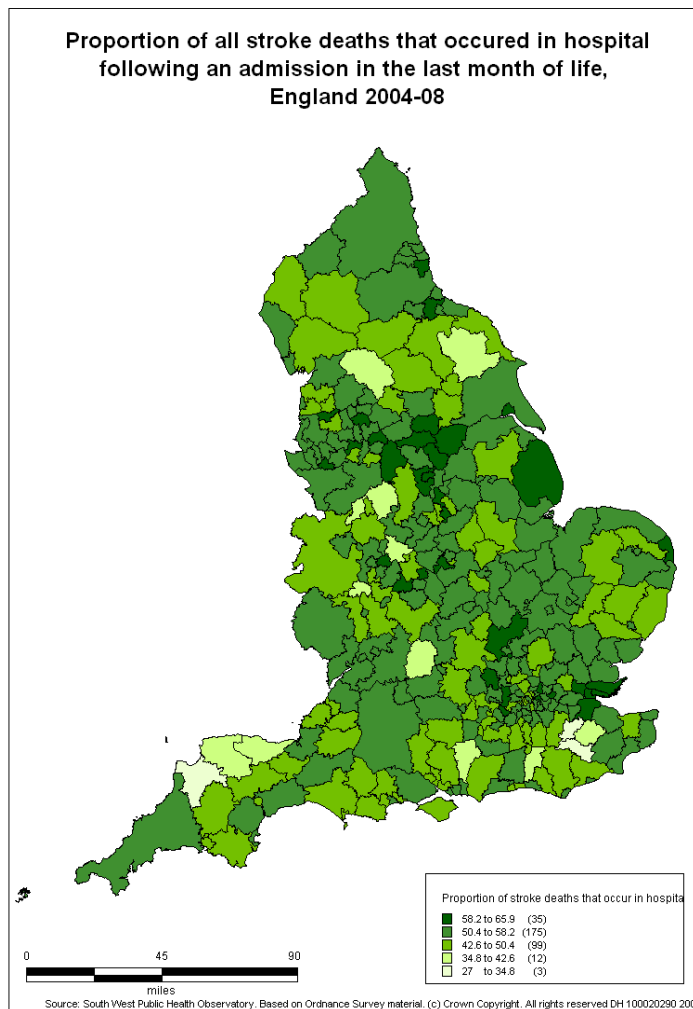 Proportion of all stroke deaths that occured in hospital
following an admission in the last month of life,
England 2004-08
Proportion of stroke deaths that occur in hospital
58.2 to 65.9 (35)
50.4 to 58.2 (175)
42.6 to 50.4 (99)
34.8 to 42.6 (12)
27 to 34.8 (3)
0 45 90
miles
Source: South West Public Health Observatory. Based on Ordnance Survey material. (c) Crown Copyright. All rights reserved DH 100020290 200